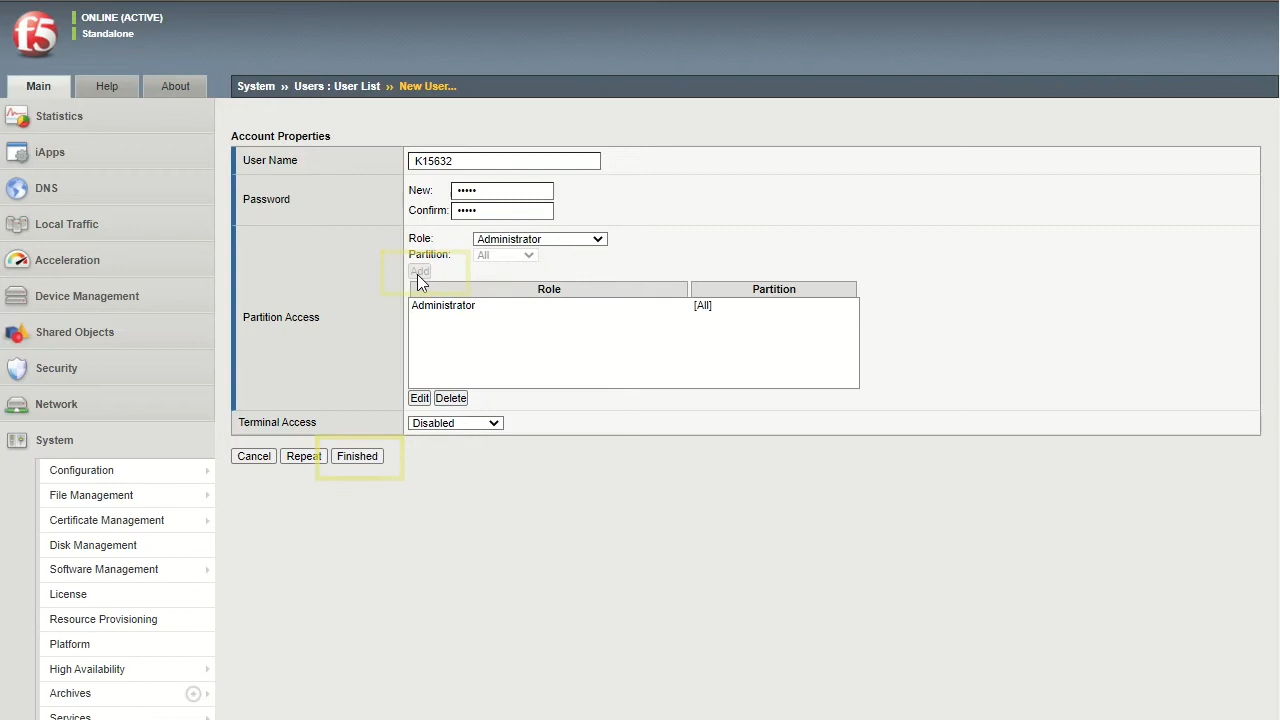 f5
ONLINE (ACTIVE)
Standalone
Main
Help
About
System » Users : User List » New User...
Statistics
iApps
DNS
Local Traffic
Acceleration
Device Management
Shared Objects
Security
Network
System
Configuration
File Management
Certificate Management
Disk Management
Software Management
License
Resource Provisioning
Platform
High Availability
Archives
Services
Account Properties
User Name
K15632
Password
New: •••••
Confirm: •••••
Partition Access
Role: Administrator
Partition: All
Add
Role Partition
Administrator [All]
Edit Delete
Terminal Access
Disabled
Cancel Repeat Finished